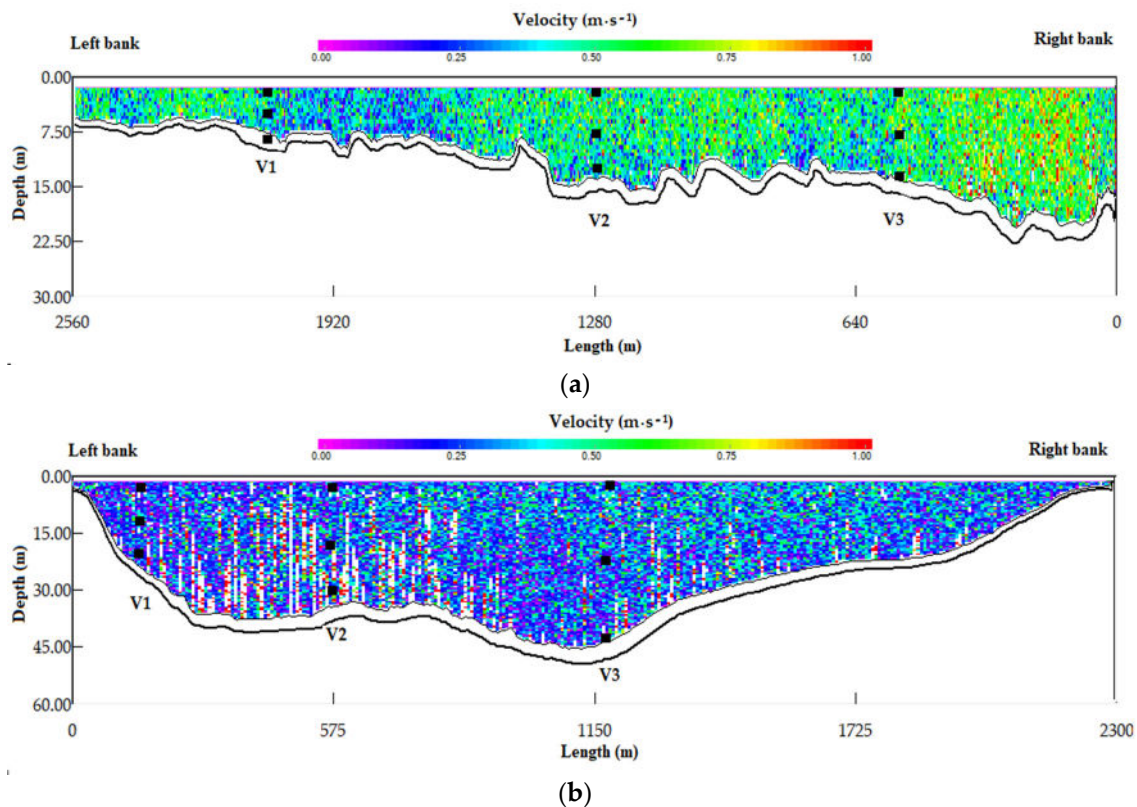 Velocity (m·s⁻¹)
Left bank
Right bank
0.00 0.25 0.50 0.75 1.00
0.00
7.50
15.00
22.50
30.00
Depth (m)
V1
V2
V3
2560 1920 1280 640 0
Length (m)
(a)
Velocity (m·s⁻¹)
Left bank
Right bank
0.00 0.25 0.50 0.75 1.00
0.00
15.00
30.00
45.00
60.00
Depth (m)
V1
V2
V3
0 575 1150 1725 2300
Length (m)
(b)